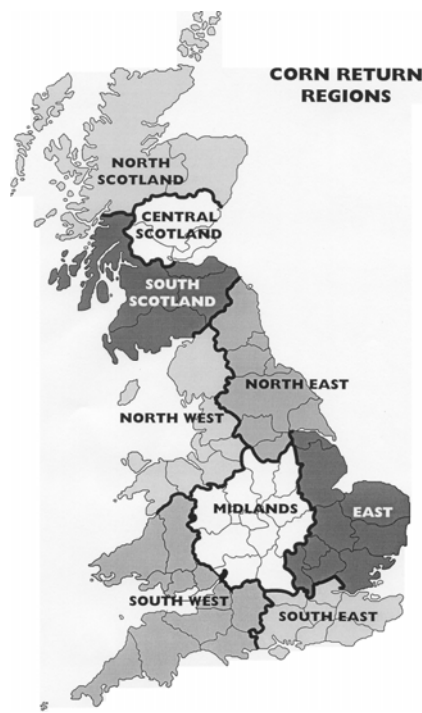 CORN RETURN
REGIONS
NORTH
SCOTLAND
CENTRAL
SCOTLAND
SOUTH
SCOTLAND
NORTH EAST
NORTH WEST
MIDLANDS
EAST
SOUTH WEST
SOUTH EAST